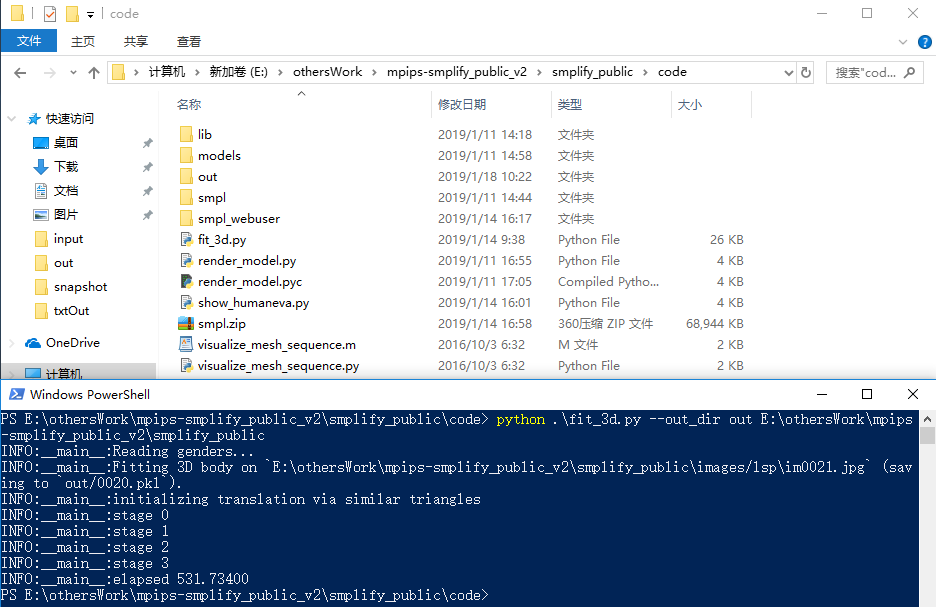 code
文件 主页 共享 查看
计算机 新加卷 (E:) othersWork mpips-smplify_public_v2 smplify_public code 搜索"cod...
名称 修改日期 类型 大小
快速访问
桌面
下载
文档
图片
input
out
snapshot
txtOut
OneDrive
计算机
lib 2019/1/11 14:18 文件夹
models 2019/1/11 14:58 文件夹
out 2019/1/18 10:22 文件夹
smpl 2019/1/11 14:44 文件夹
smpl_webuser 2019/1/14 16:17 文件夹
fit_3d.py 2019/1/14 9:38 Python File 26 KB
render_model.py 2019/1/11 16:55 Python File 4 KB
render_model.pyc 2019/1/11 17:05 Compiled Pytho... 4 KB
show_humaneva.py 2019/1/14 16:01 Python File 4 KB
smpl.zip 2019/1/14 16:58 360压缩 ZIP 文件 68,944 KB
visualize_mesh_sequence.m 2016/10/3 6:32 M 文件 2 KB
visualize_mesh_sequence.py 2016/10/3 6:32 Python File 2 KB
Windows PowerShell
PS E:\othersWork\mpips-smplify_public_v2\smplify_public\code> python .\fit_3d.py --out_dir out E:\othersWork\mpips
-smplify_public_v2\smplify_public
INFO:__main__:Reading genders...
INFO:__main__:Fitting 3D body on `E:\othersWork\mpips-smplify_public_v2\smplify_public\images/lsp\im0021.jpg` (sav
ing to `out/0020.pkl`).
INFO:__main__:initializing translation via similar triangles
INFO:__main__:stage 0
INFO:__main__:stage 1
INFO:__main__:stage 2
INFO:__main__:stage 3
INFO:__main__:elapsed 531.73400
PS E:\othersWork\mpips-smplify_public_v2\smplify_public\code>